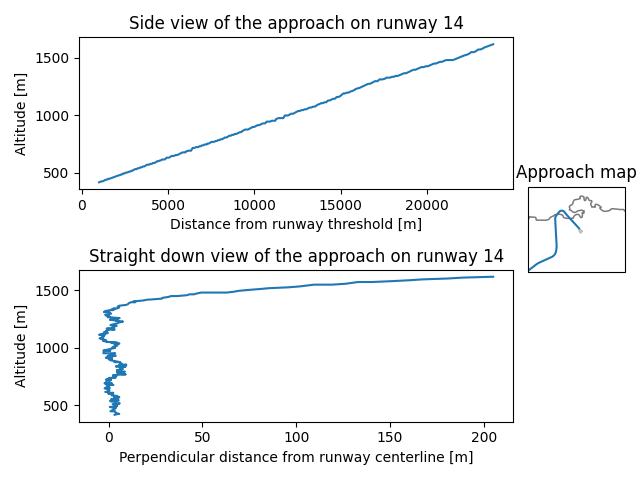 Side view of the approach on runway 14
Altitude [m]
1500
1000
500
0 5000 10000 15000 20000
Distance from runway threshold [m]
Approach map
Straight down view of the approach on runway 14
Altitude [m]
1500
1000
500
0 50 100 150 200
Perpendicular distance from runway centerline [m]